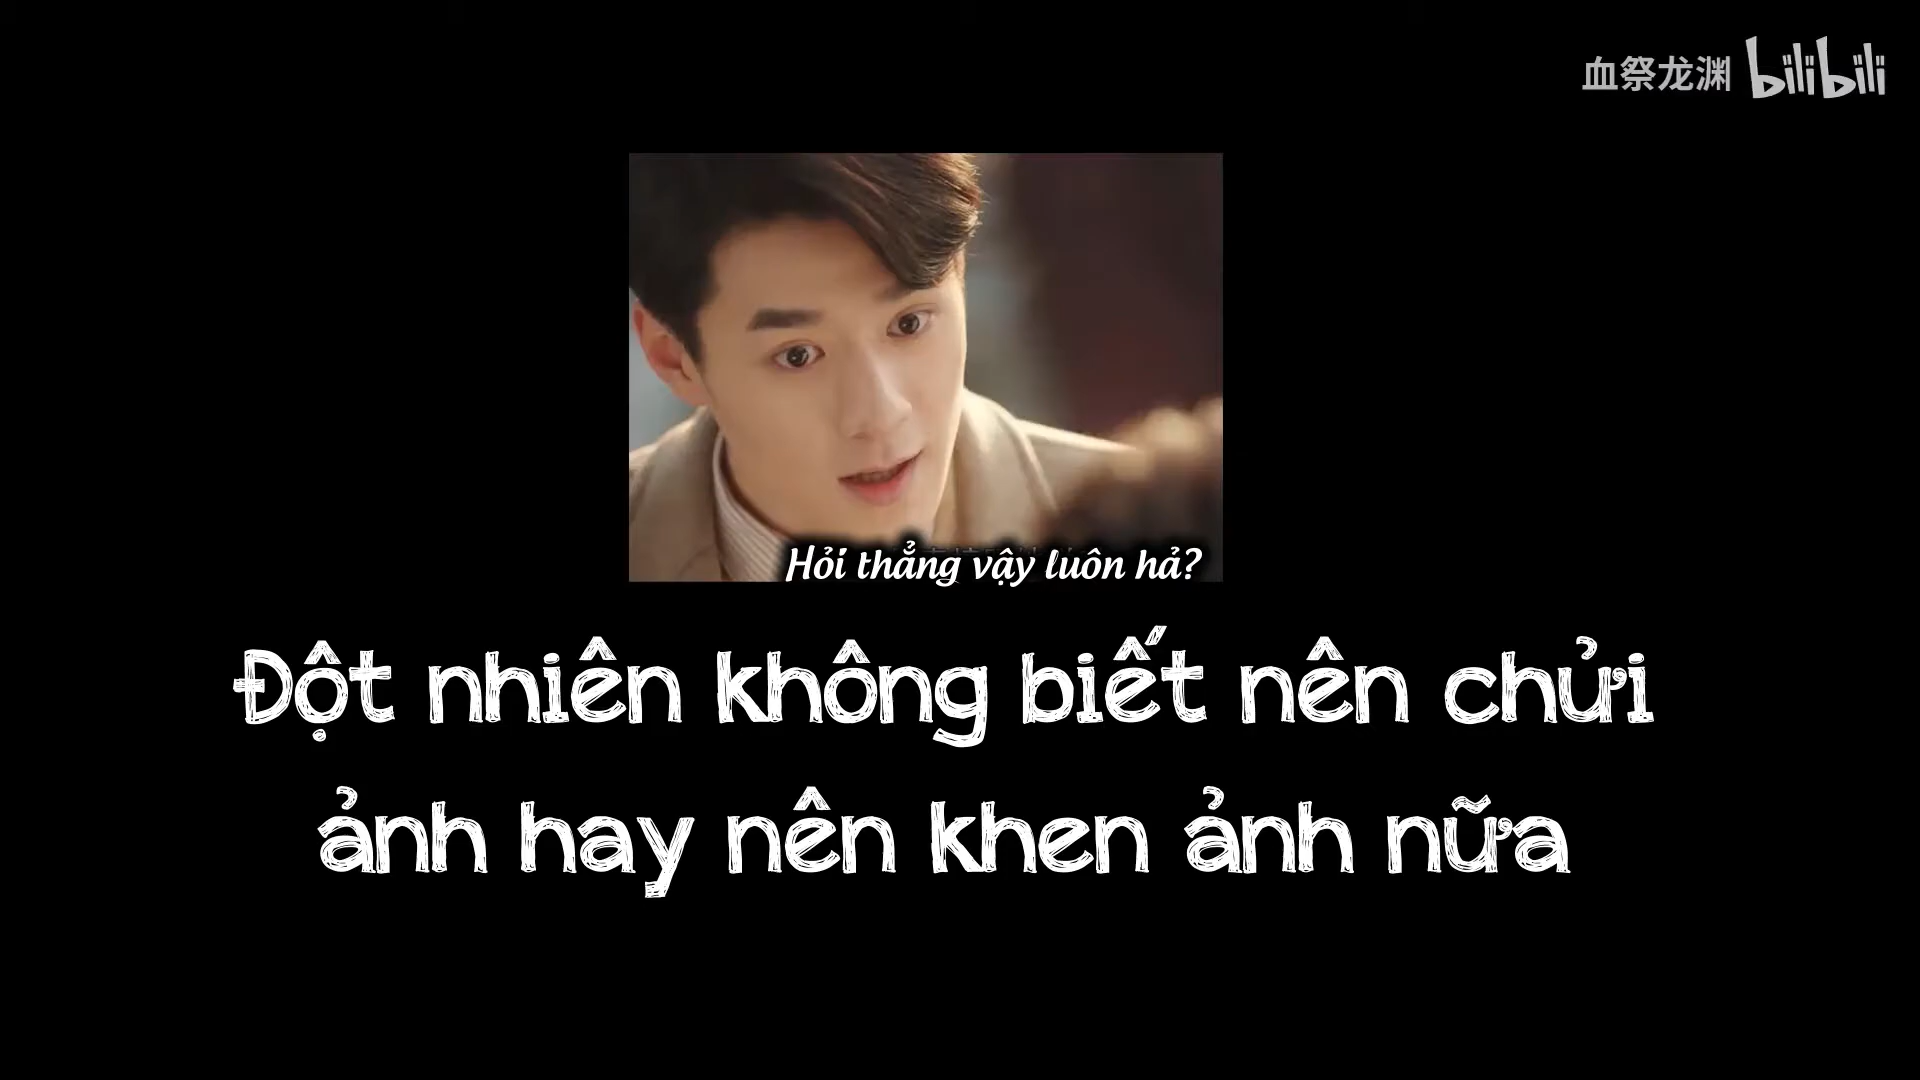 血祭龙渊 bilibili
Hỏi thẳng vậy luôn hả?
Đột nhiên không biết nên chửi
ảnh hay nên khen ảnh nữa